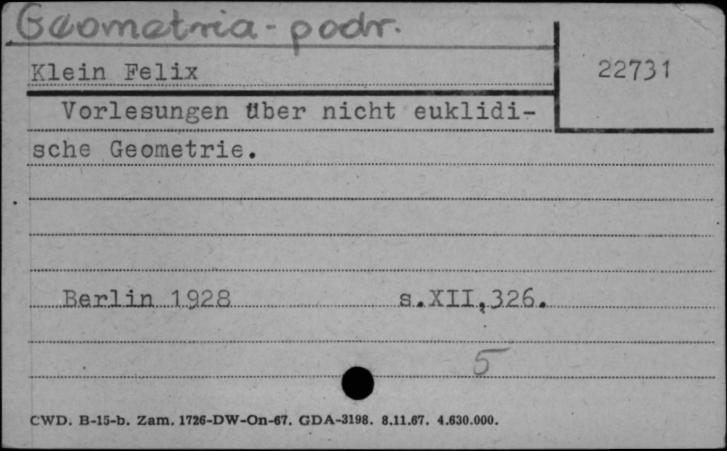 Geometria - podr.
Klein Felix
22731
Vorlesungen über nicht euklidi-
sche Geometrie.
Berlin 1928 s.XII,326.
5
CWD. B-15-b. Zam. 1726-DW-On-67. GDA-3198. 8.11.67. 4.630.000.